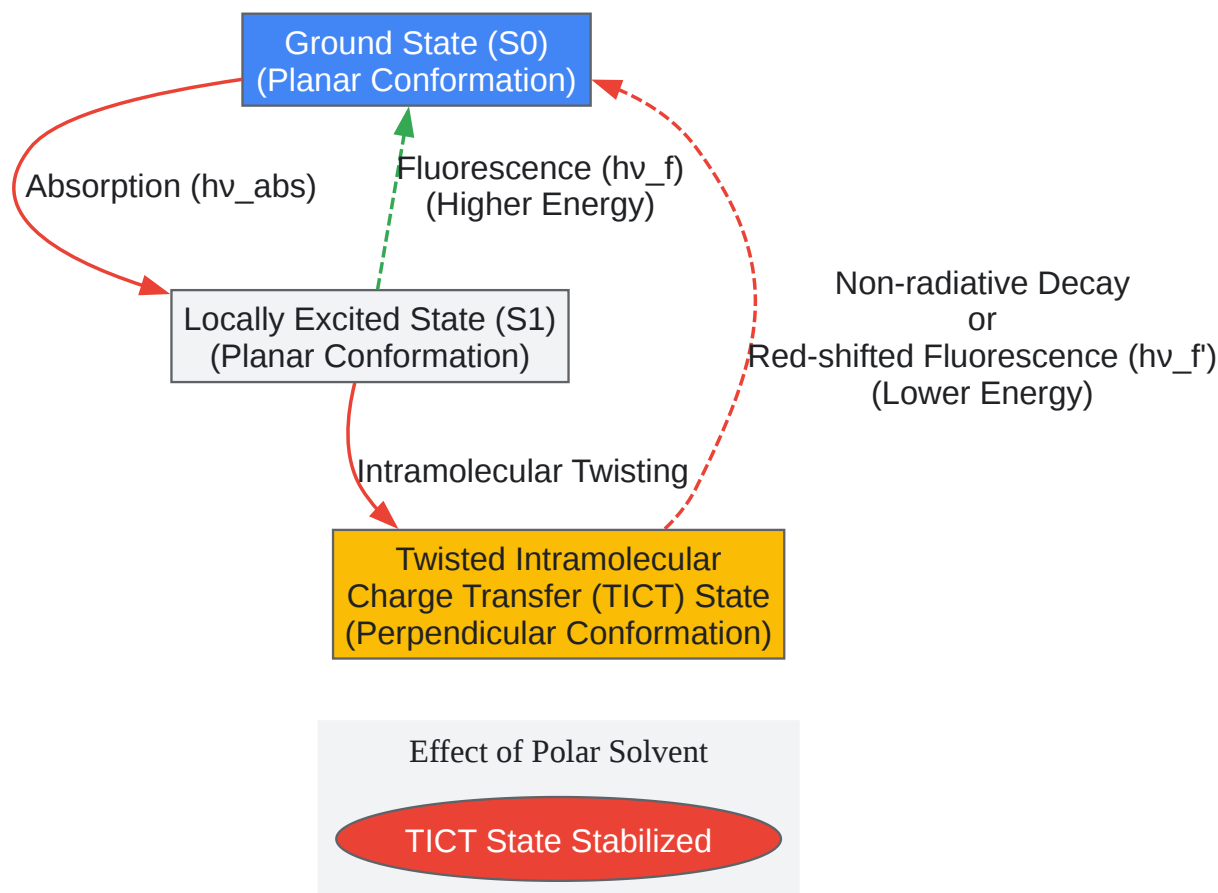 Ground State (S0)
(Planar Conformation)
Absorption (hν_abs)
Fluorescence (hν_f)
(Higher Energy)
Non-radiative Decay
or
Red-shifted Fluorescence (hν_f')
(Lower Energy)
Locally Excited State (S1)
(Planar Conformation)
Intramolecular Twisting
Twisted Intramolecular
Charge Transfer (TICT) State
(Perpendicular Conformation)
Effect of Polar Solvent
TICT State Stabilized